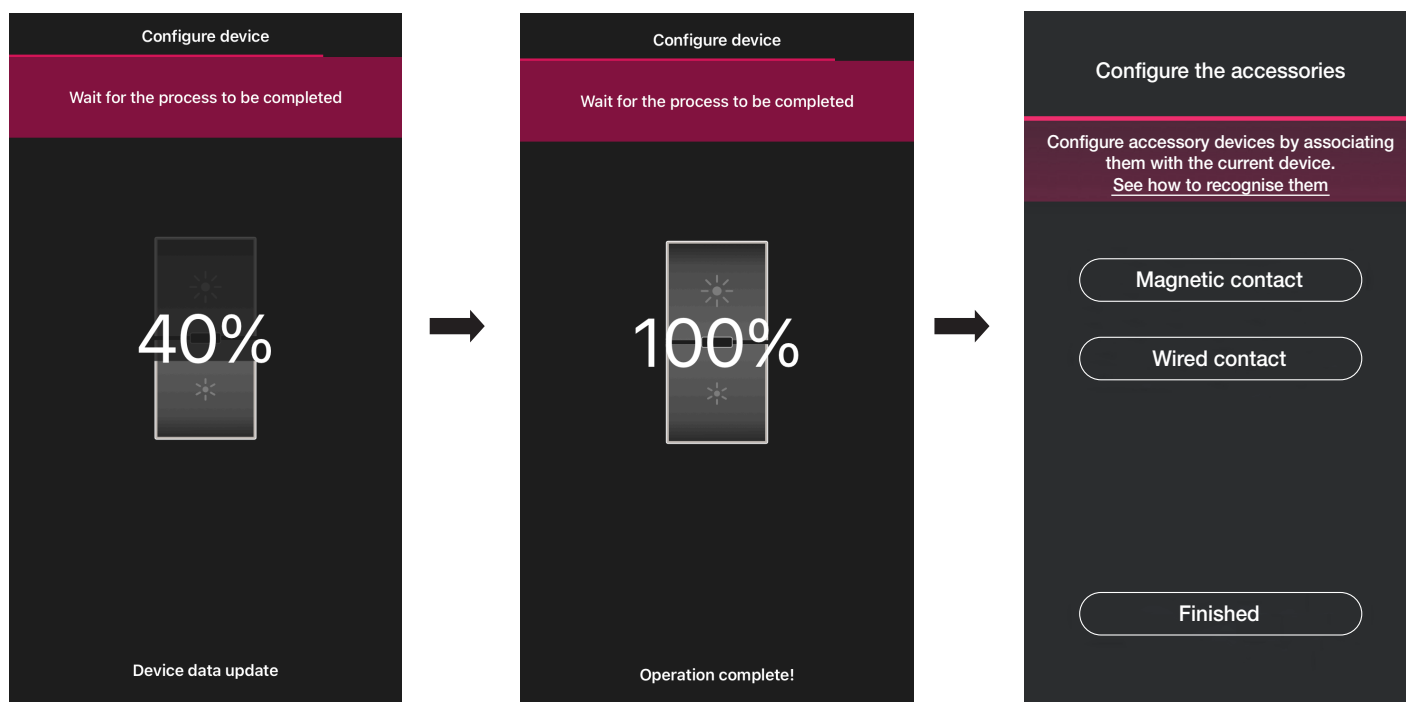 Configure device
Wait for the process to be completed
40%
Device data update
Configure device
Wait for the process to be completed
100%
Operation complete!
Configure the accessories
Configure accessory devices by associating
them with the current device.
See how to recognise them
Magnetic contact
Wired contact
Finished